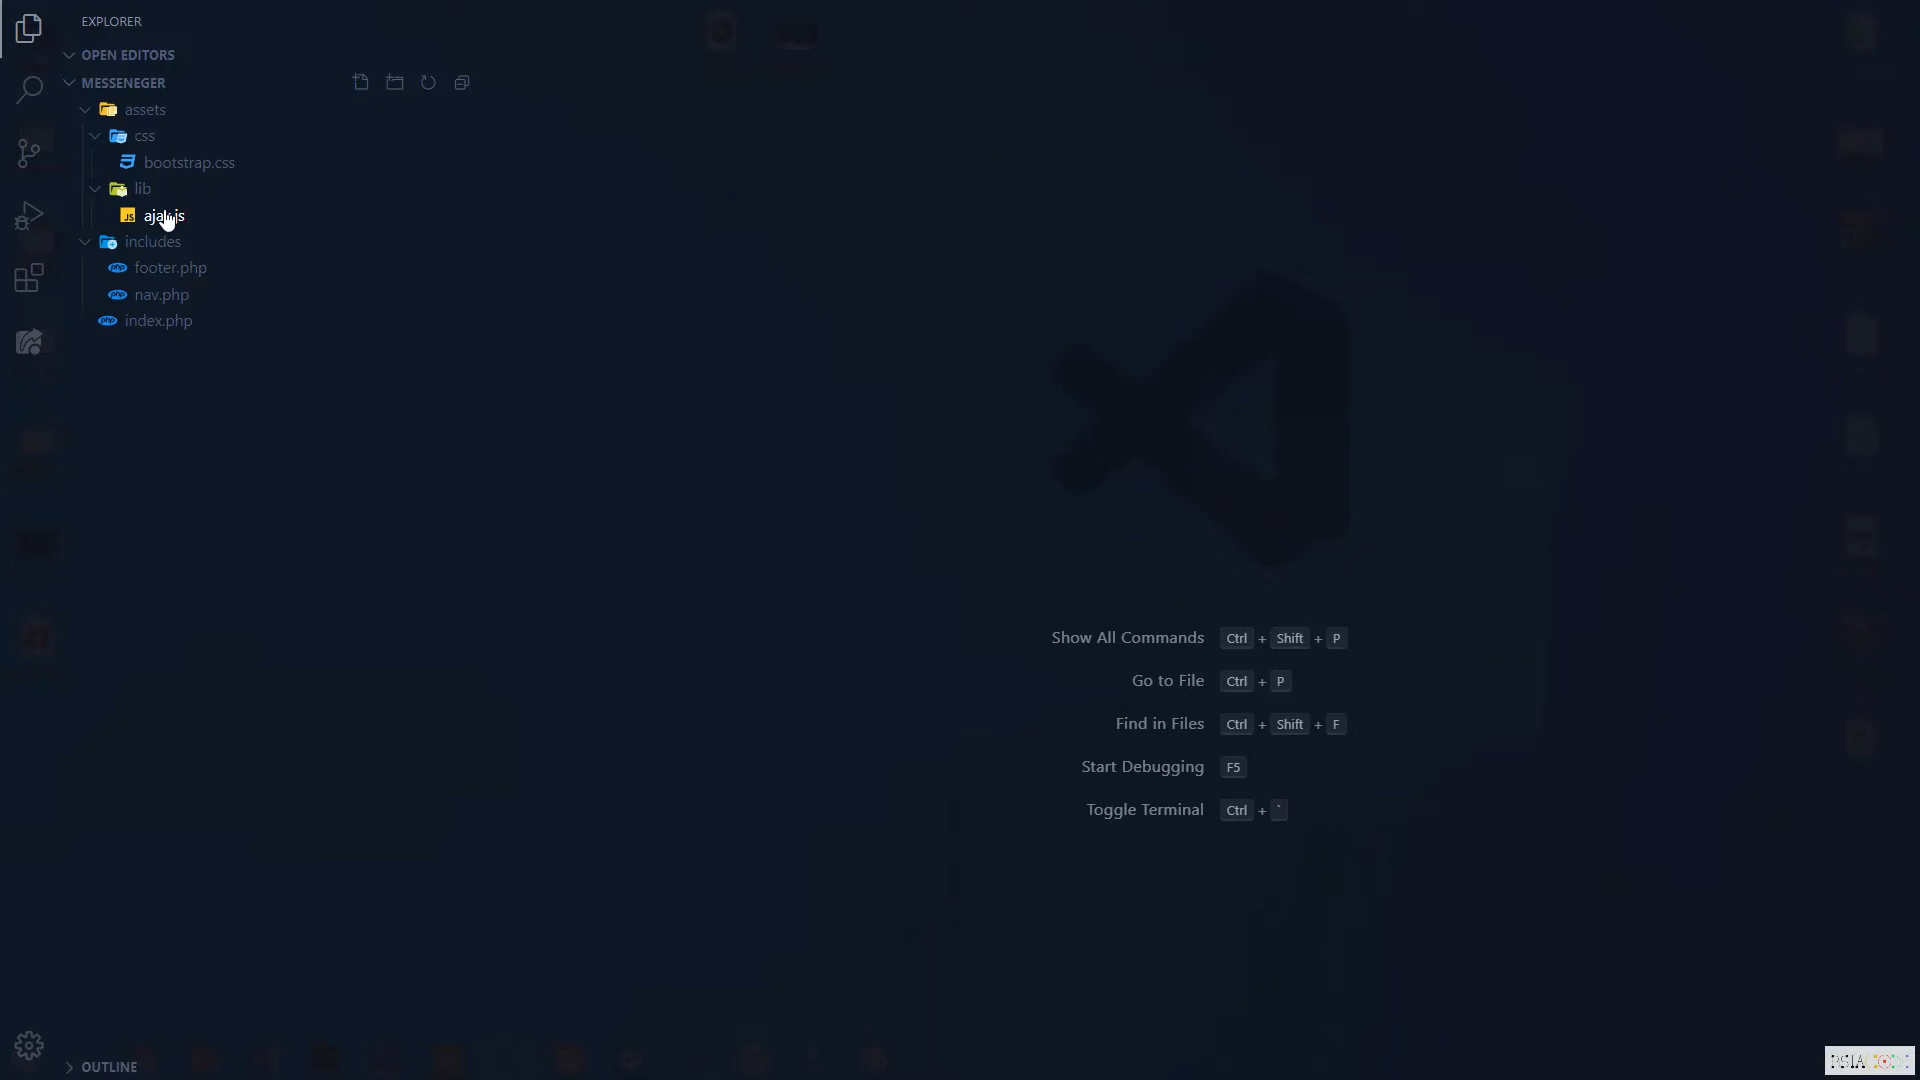 EXPLORER
OPEN EDITORS
MESSENEGER
assets
css
bootstrap.css
lib
ajax.js
includes
footer.php
nav.php
index.php
Show All Commands Ctrl + Shift + P
Go to File Ctrl + P
Find in Files Ctrl + Shift + F
Start Debugging F5
Toggle Terminal Ctrl + `
OUTLINE